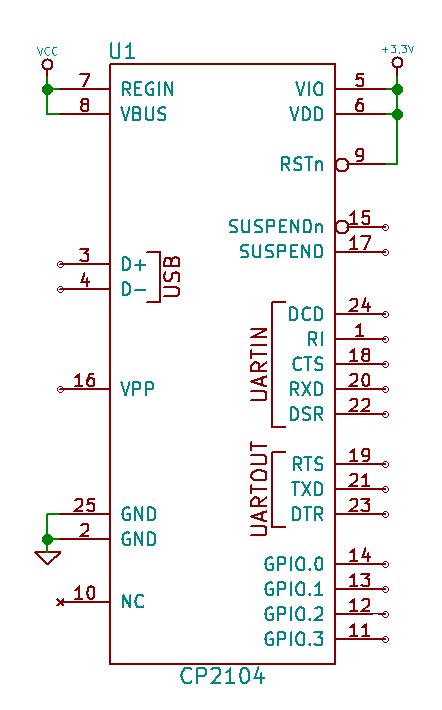 VCC
U1
+3.3V
7 REGIN
8 VBUS
VIO 5
VDD 6
RSTn 9
SUSPENDn 15
SUSPEND 17
3 D+
4 D-
USB
UARTIN
DCD 24
RI 1
CTS 18
RXD 20
DSR 22
16 VPP
UARTOUT
RTS 19
TXD 21
DTR 23
25 GND
2 GND
10 NC
GPIO.0 14
GPIO.1 13
GPIO.2 12
GPIO.3 11
CP2104